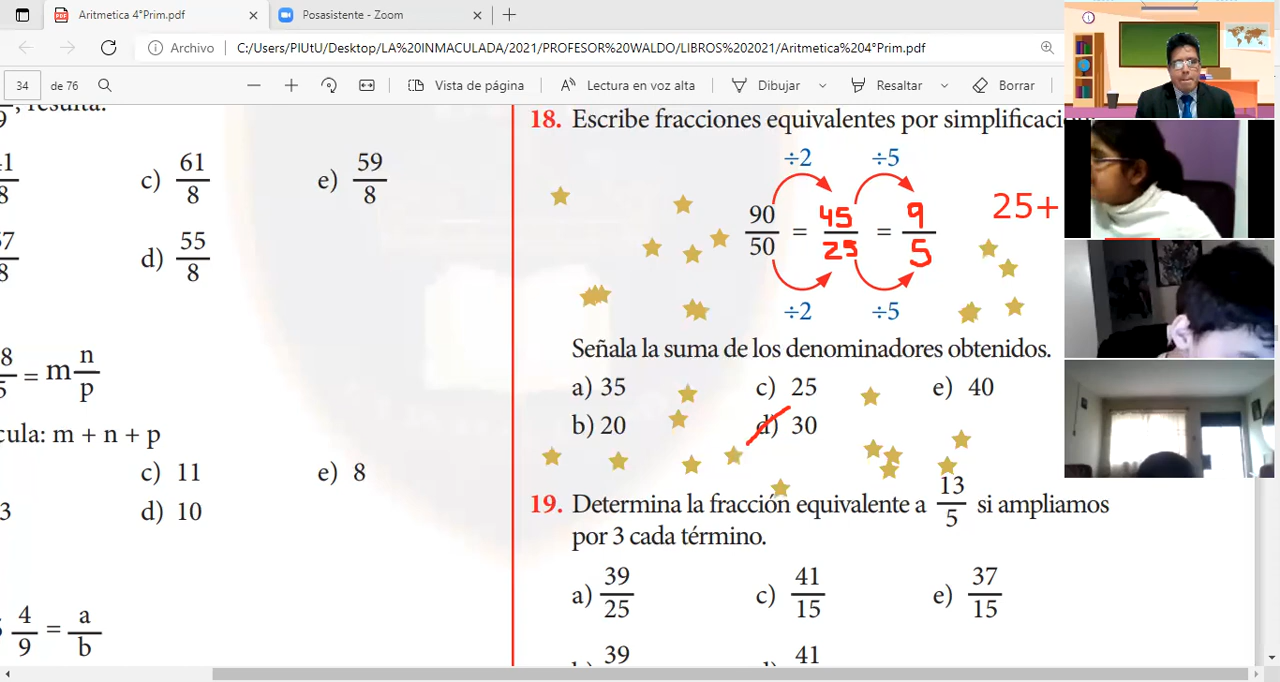 Aritmetica 4°Prim.pdf
Posasistente - Zoom
Archivo
C:/Users/PIUtU/Desktop/LA%20INMACULADA/2021/PROFESOR%20WALDO/LIBROS%202021/Aritmetica%204°Prim.pdf
34 de 76
Vista de página
Lectura en voz alta
Dibujar
Resaltar
Borrar
, resulta:
c) 61/8
e) 59/8
d) 55/8
= m n/p
m + n + p
c) 11
e) 8
d) 10
4/9 = a/b
18. Escribe fracciones equivalentes por
÷2 ÷5
90/50 = 45/25 = 9/5
25+
÷2 ÷5
Señala la suma de los denominadores obtenidos.
a) 35 c) 25 e) 40
b) 20 d) 30
19. Determina la fracción equivalente a 13/5 si ampliamos
por 3 cada término.
a) 39/25 c) 41/15 e) 37/15
39 41